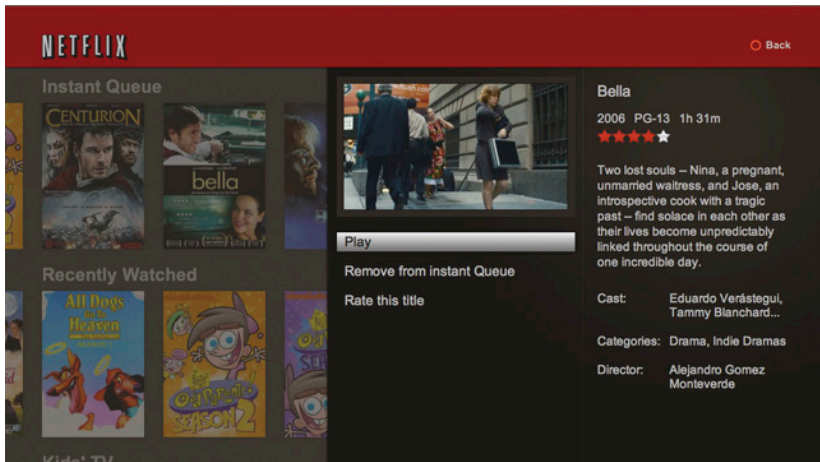 NETFLIX
Back
Instant Queue
CENTURION
bella
Recently Watched
All Dogs
Go To
Heaven
Odd Parents
SEASON 2
Kids' TV
Play
Remove from instant Queue
Rate this title
Bella
2006 PG-13 1h 31m
Two lost souls – Nina, a pregnant,
unmarried waitress, and Jose, an
introspective cook with a tragic
past – find solace in each other as
their lives become unpredictably
linked throughout the course of
one incredible day.
Cast: Eduardo Verástegui,
Tammy Blanchard...
Categories: Drama, Indie Dramas
Director: Alejandro Gomez
Monteverde